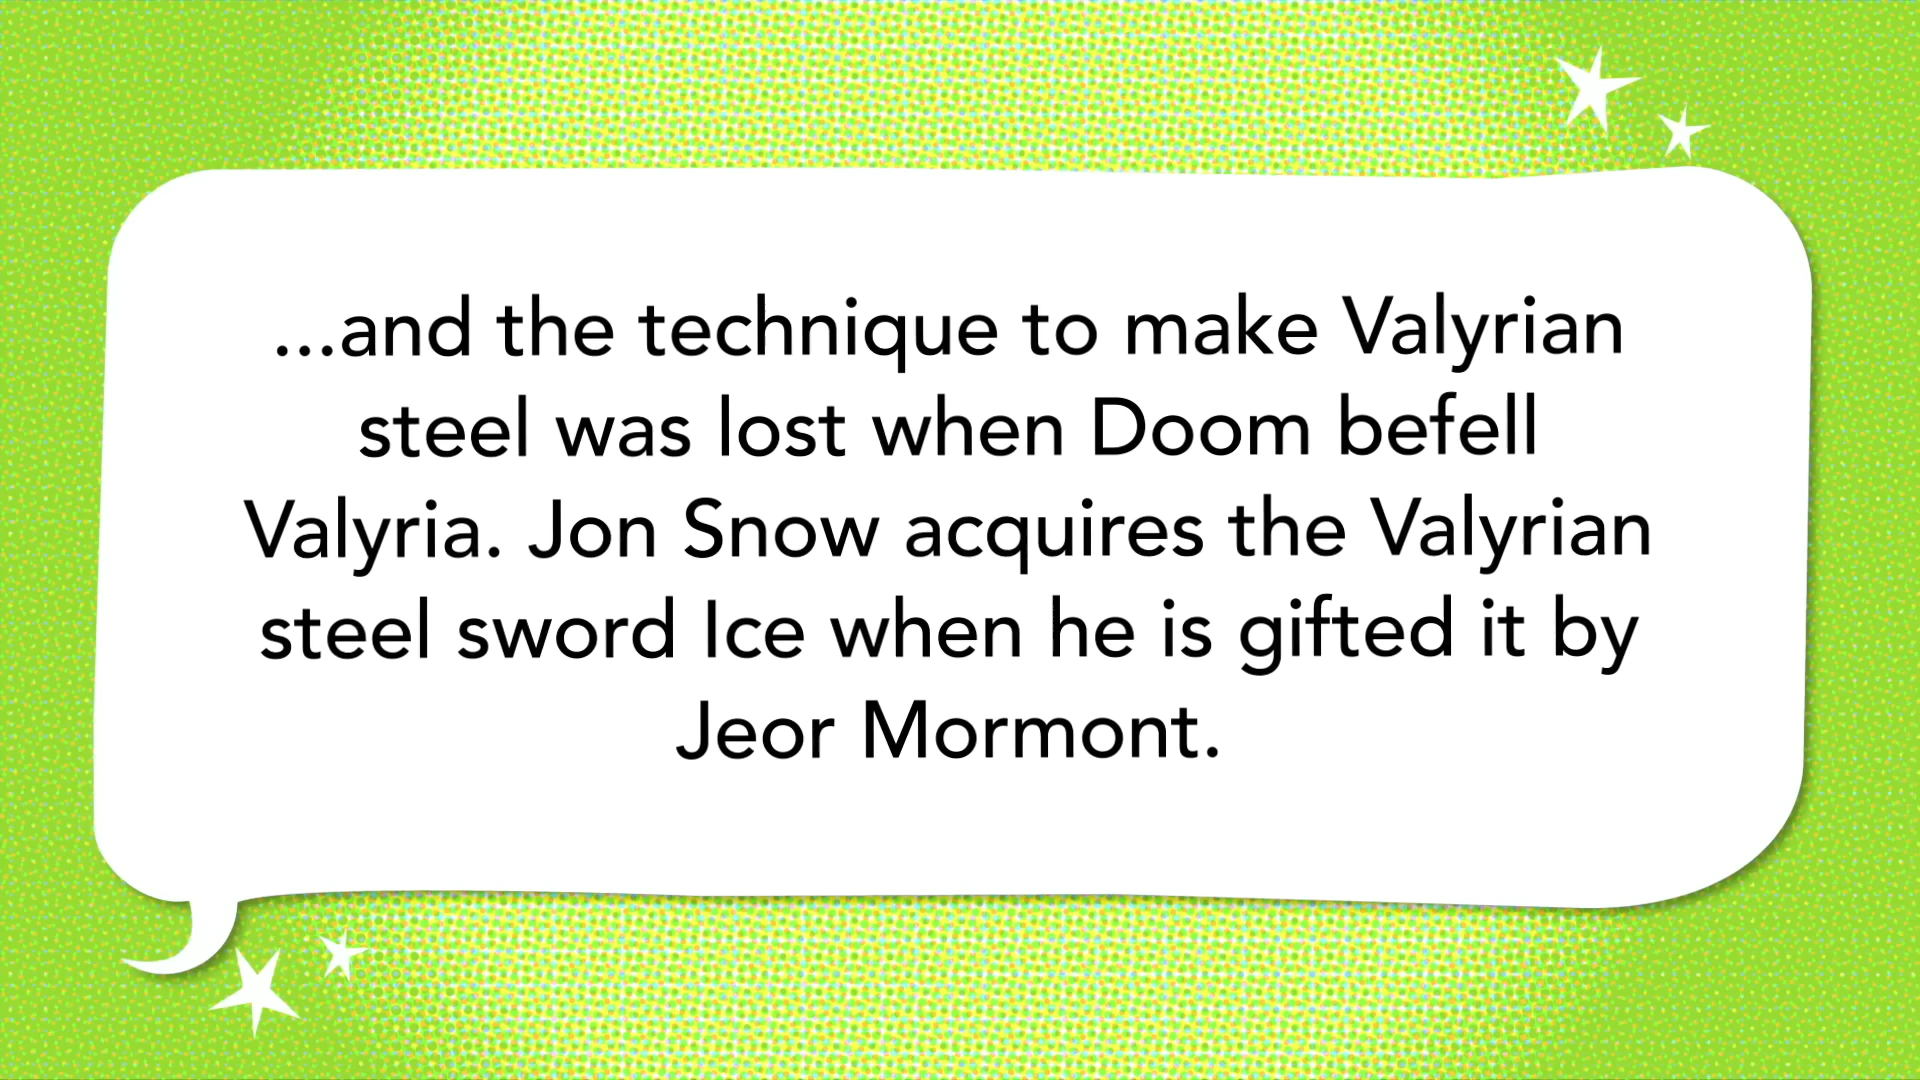 ...and the technique to make Valyrian
steel was lost when Doom befell
Valyria. Jon Snow acquires the Valyrian
steel sword Ice when he is gifted it by
Jeor Mormont.